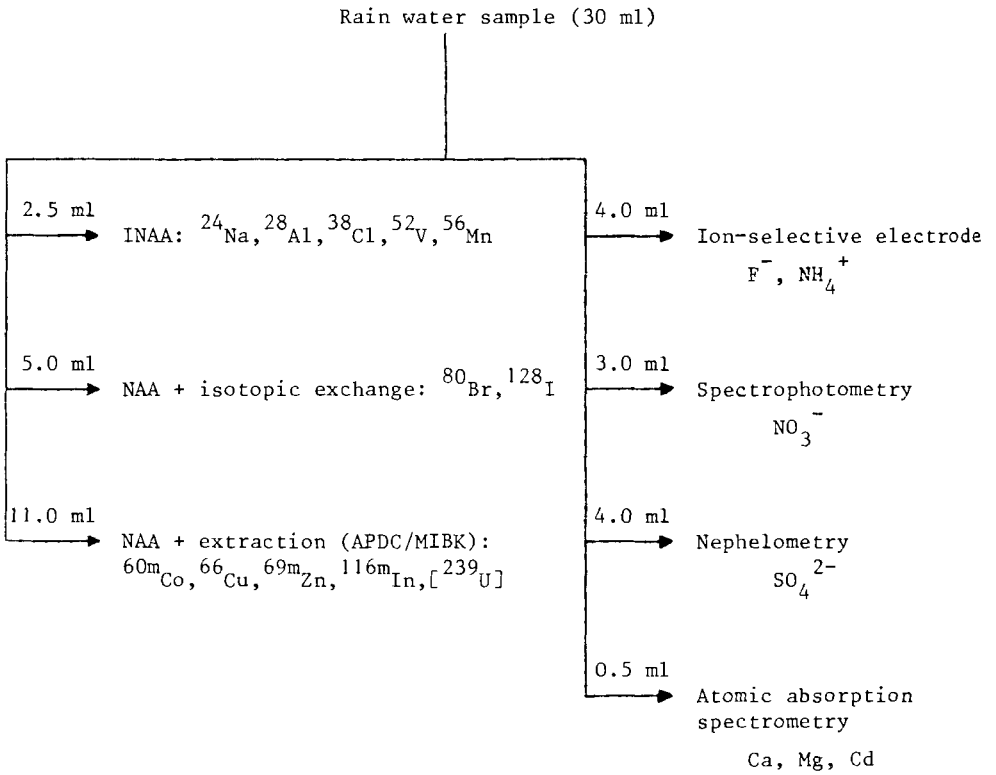 Rain water sample (30 ml)
2.5 ml
INAA: ²⁴Na, ²⁸Al, ³⁸Cl, ⁵²V, ⁵⁶Mn
5.0 ml
NAA + isotopic exchange: ⁸⁰Br, ¹²⁸I
11.0 ml
NAA + extraction (APDC/MIBK):
⁶⁰ᵐCo, ⁶⁶Cu, ⁶⁹ᵐZn, ¹¹⁶ᵐIn, [²³⁹U]
4.0 ml
Ion-selective electrode
F⁻, NH₄⁺
3.0 ml
Spectrophotometry
NO₃⁻
4.0 ml
Nephelometry
SO₄²⁻
0.5 ml
Atomic absorption
spectrometry
Ca, Mg, Cd